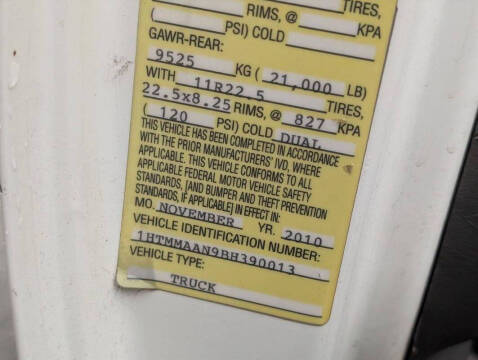 TIRES,
RIMS, @ KPA
( PSI) COLD
GAWR-REAR:
9525 KG ( 21,000 LB)
WITH 11R22.5 TIRES,
22.5x8.25 RIMS, @ 827 KPA
( 120 PSI) COLD DUAL
THIS VEHICLE HAS BEEN COMPLETED IN ACCORDANCE
WITH THE PRIOR MANUFACTURERS' IVD, WHERE
APPLICABLE. THIS VEHICLE CONFORMS TO ALL
APPLICABLE FEDERAL MOTOR VEHICLE SAFETY
STANDARDS, [AND BUMPER AND THEFT PREVENTION
STANDARDS, IF APPLICABLE] IN EFFECT IN:
MO. NOVEMBER YR. 2010
VEHICLE IDENTIFICATION NUMBER:
1HTMMAAN9BH390013
VEHICLE TYPE:
TRUCK